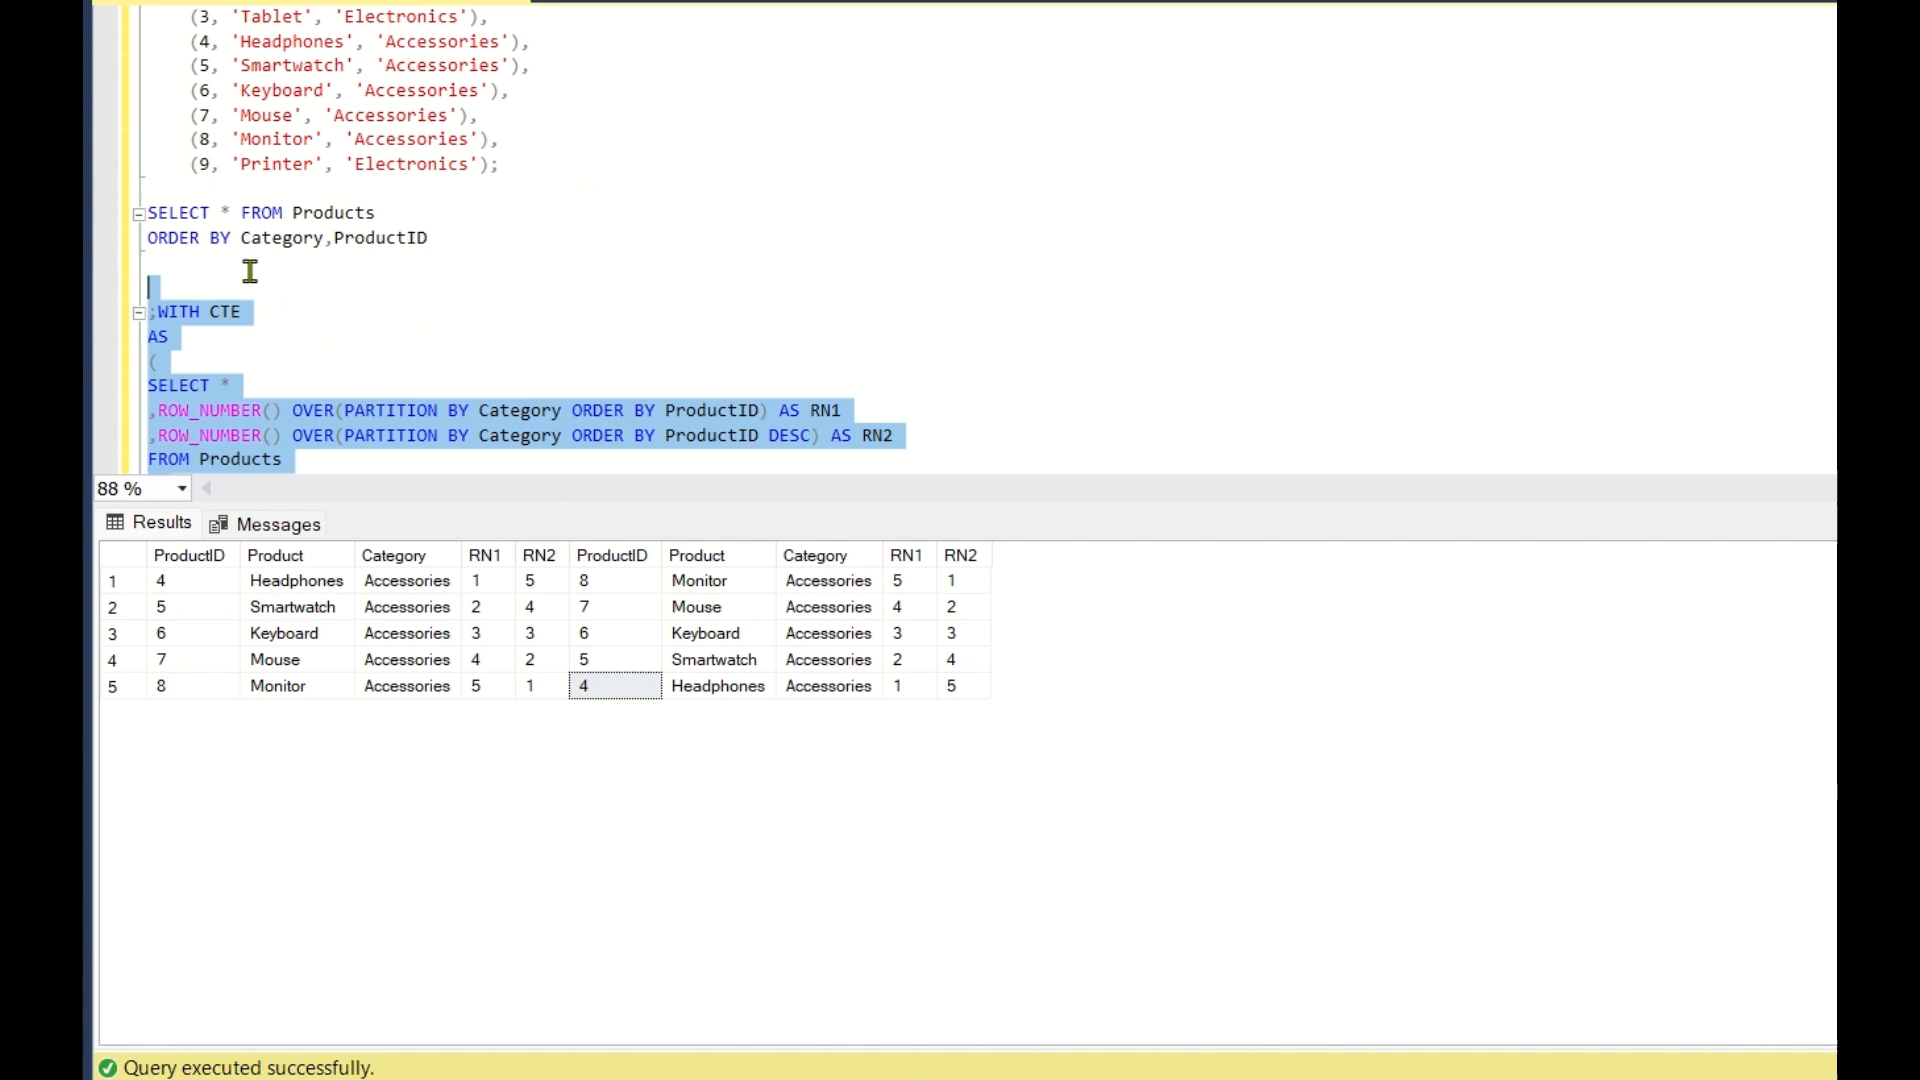 (3, 'Tablet', 'Electronics'),
(4, 'Headphones', 'Accessories'),
(5, 'Smartwatch', 'Accessories'),
(6, 'Keyboard', 'Accessories'),
(7, 'Mouse', 'Accessories'),
(8, 'Monitor', 'Accessories'),
(9, 'Printer', 'Electronics');
SELECT * FROM Products
ORDER BY Category,ProductID
;WITH CTE
AS
(
SELECT *
,ROW_NUMBER() OVER(PARTITION BY Category ORDER BY ProductID) AS RN1
,ROW_NUMBER() OVER(PARTITION BY Category ORDER BY ProductID DESC) AS RN2
FROM Products
88 %
Results Messages
ProductID Product Category RN1 RN2 ProductID Product Category RN1 RN2
1 4 Headphones Accessories 1 5 8 Monitor Accessories 5 1
2 5 Smartwatch Accessories 2 4 7 Mouse Accessories 4 2
3 6 Keyboard Accessories 3 3 6 Keyboard Accessories 3 3
4 7 Mouse Accessories 4 2 5 Smartwatch Accessories 2 4
5 8 Monitor Accessories 5 1 4 Headphones Accessories 1 5
Query executed successfully.